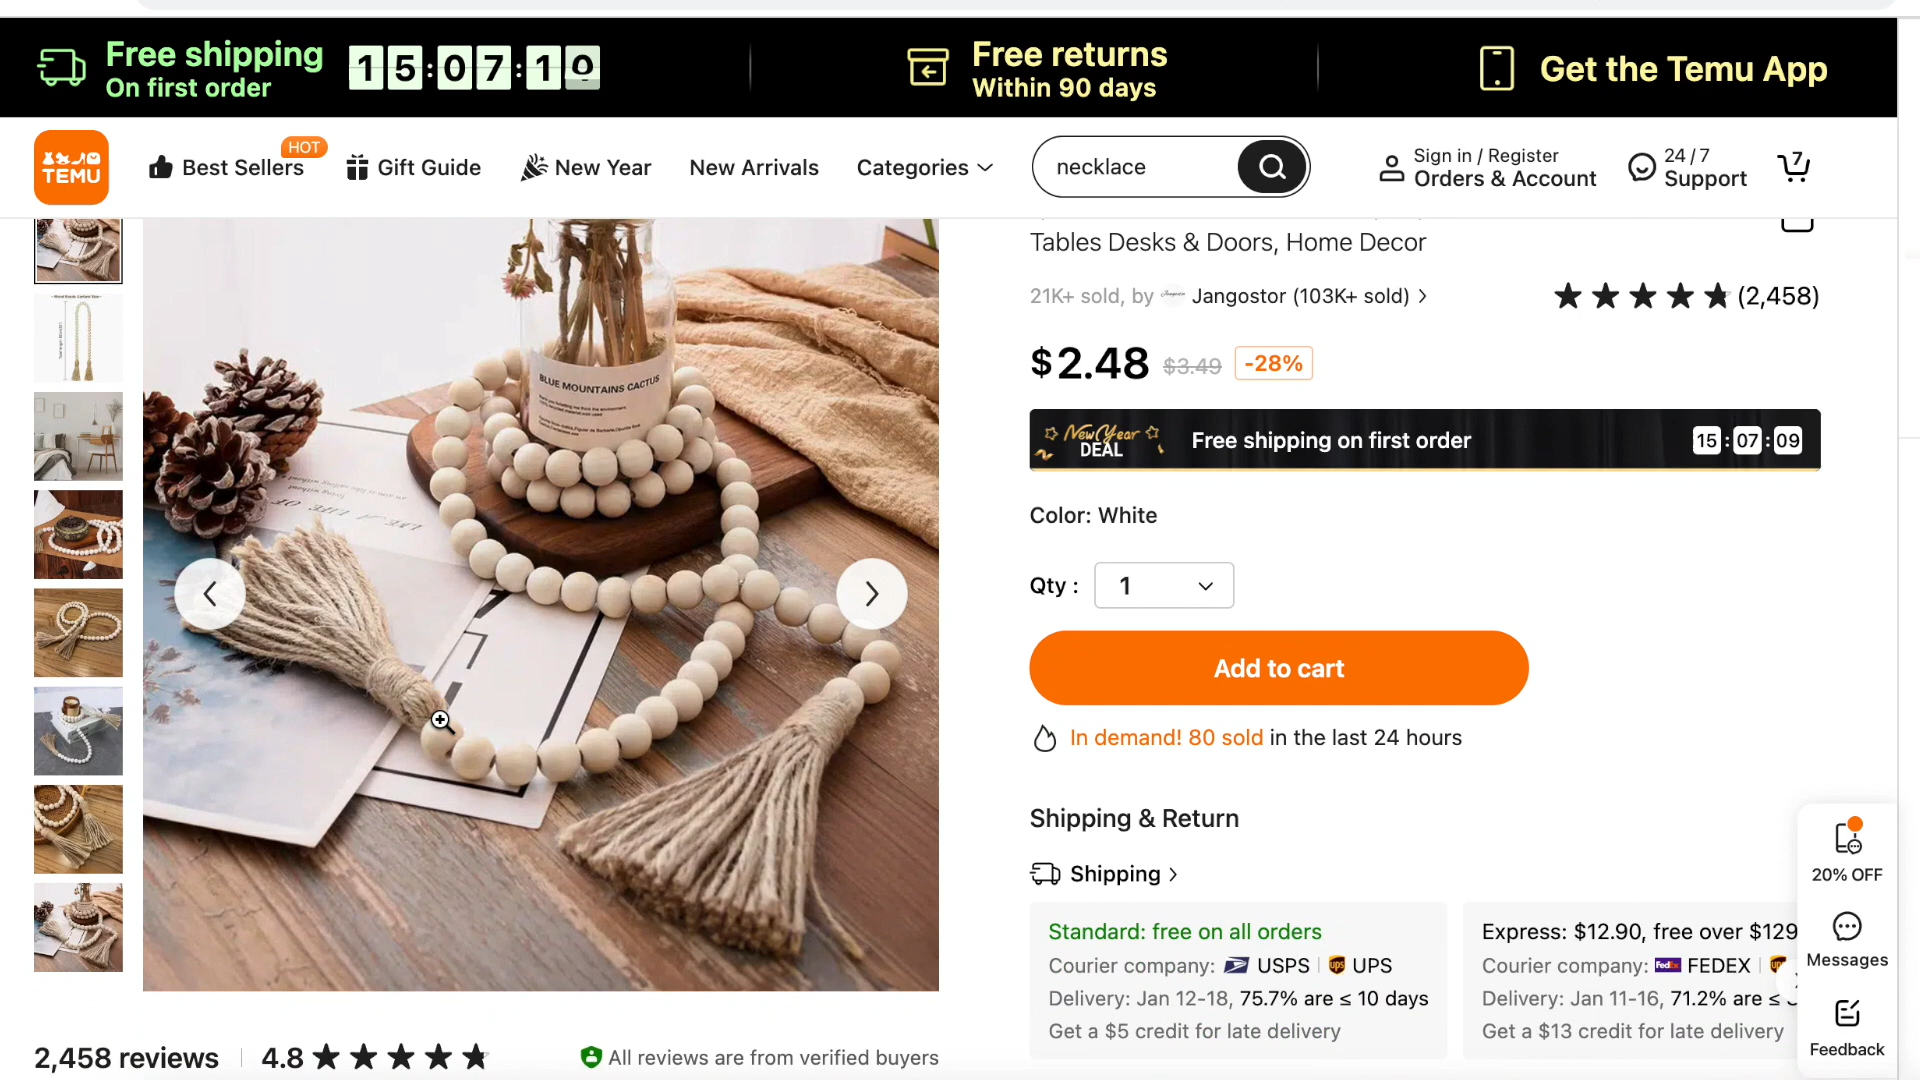 Free shipping
On first order
15:07:10
Free returns
Within 90 days
Get the Temu App
TEMU
Best Sellers
HOT
Gift Guide
New Year
New Arrivals
Categories
necklace
Sign in / Register
Orders & Account
24/7
Support
7
Tables Desks & Doors, Home Decor
21K+ sold, by Jangostor (103K+ sold)
(2,458)
$2.48 $3.49 -28%
New Year
DEAL
Free shipping on first order
15:07:09
Color: White
Qty : 1
Add to cart
In demand! 80 sold in the last 24 hours
Shipping & Return
Shipping
Standard: free on all orders
Courier company: USPS | UPS
Delivery: Jan 12-18, 75.7% are ≤ 10 days
Get a $5 credit for late delivery
Express: $12.90, free over $129
Courier company: FedEx FEDEX
Delivery: Jan 11-16, 71.2% are ≤
Get a $13 credit for late delivery
20% OFF
Messages
Feedback
BLUE MOUNTAINS CACTUS
2,458 reviews
4.8
All reviews are from verified buyers